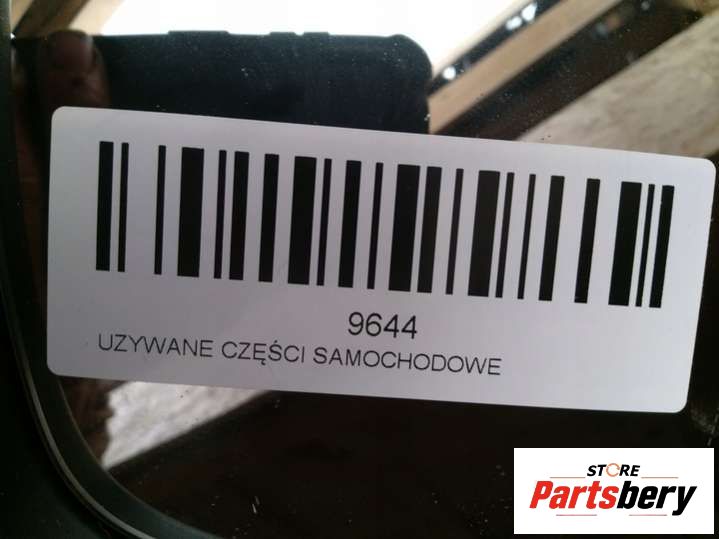 9644
UZYWANE CZĘŚCI SAMOCHODOWE
STORE
Partsbery